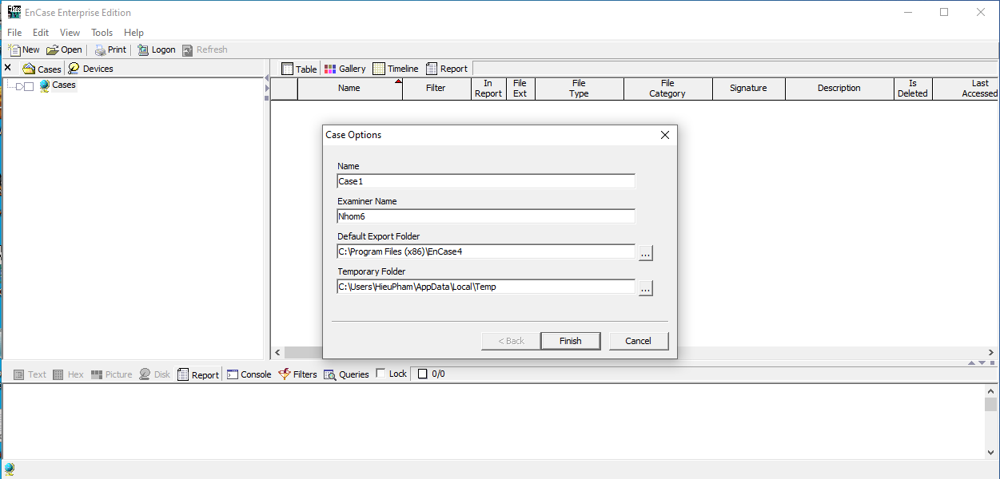 EnCase Enterprise Edition
File Edit View Tools Help
New Open Print Logon Refresh
Cases Devices
Cases
Table Gallery Timeline Report
Name Filter In Report File Ext File Type File Category Signature Description Is Deleted Last Accessed
Case Options
Name
Case1
Examiner Name
Nhom6
Default Export Folder
C:\Program Files (x86)\EnCase4
...
Temporary Folder
C:\Users\HieuPham\AppData\Local\Temp
...
< Back Finish Cancel
Text Hex Picture Disk Report Console Filters Queries Lock 0/0